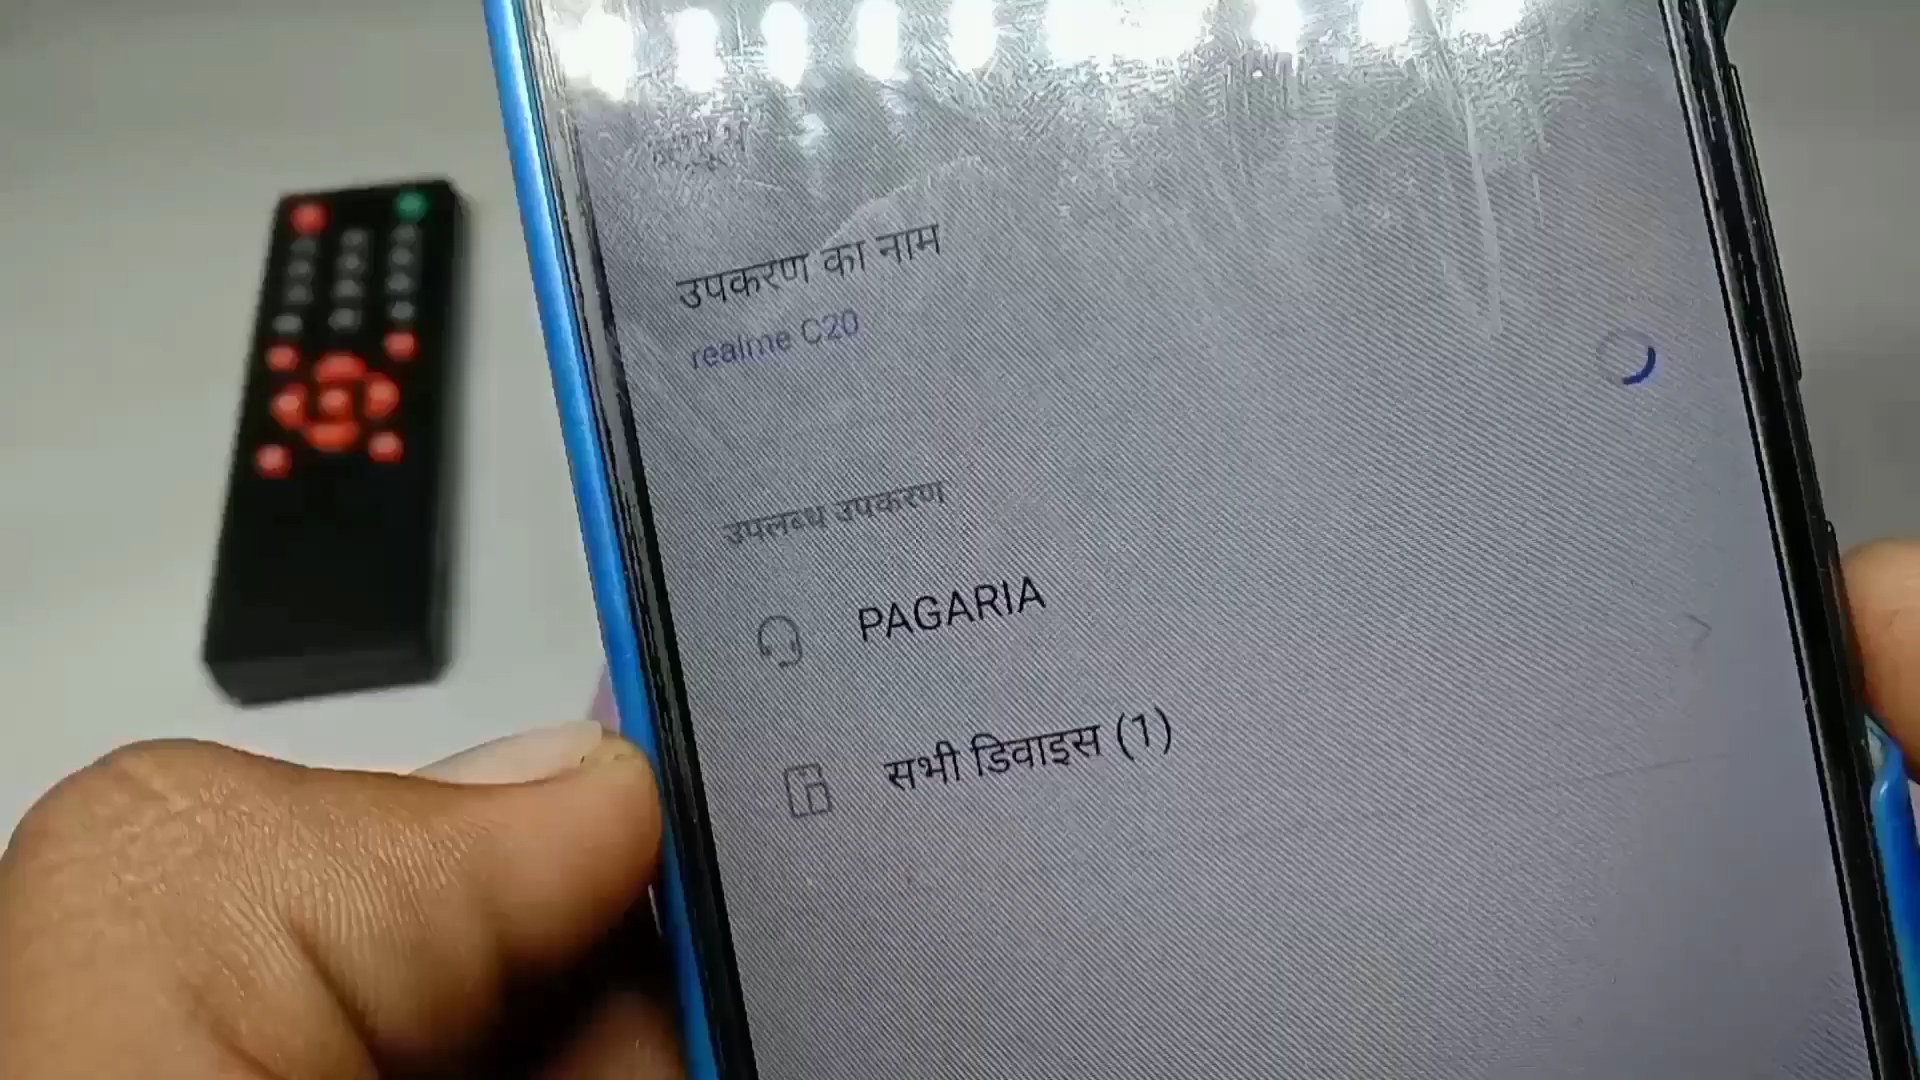 उपकरण का नाम
realme C20
उपलब्ध उपकरण
PAGARIA
सभी डिवाइस (1)